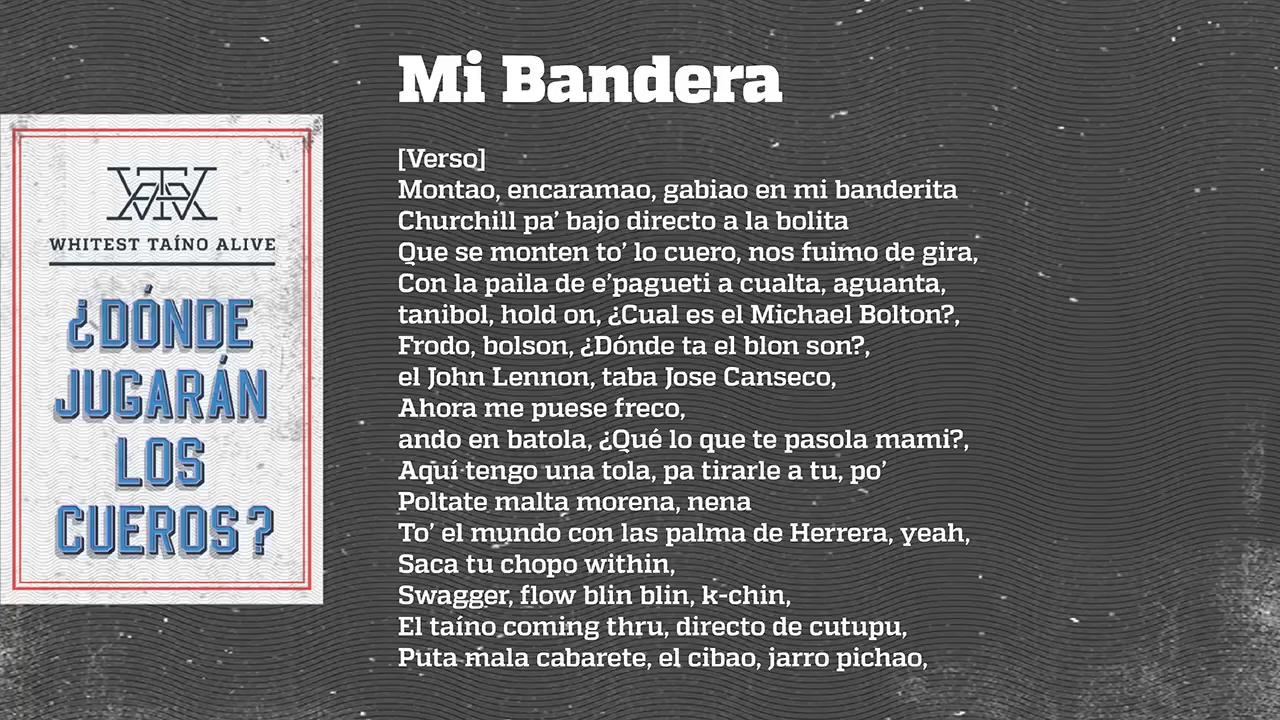 Mi Bandera
[Verso]
Montao, encaramao, gabiao en mi banderita
Churchill pa’ bajo directo a la bolita
Que se monten to’ lo cuero, nos fuimo de gira,
Con la paila de e’pagueti a cualta, aguanta,
tanibol, hold on, ¿Cual es el Michael Bolton?,
Frodo, bolson, ¿Dónde ta el blon son?,
el John Lennon, taba Jose Canseco,
Ahora me puese freco,
ando en batola, ¿Qué lo que te pasola mami?,
Aquí tengo una tola, pa tirarle a tu, po’
Poltate malta morena, nena
To’ el mundo con las palma de Herrera, yeah,
Saca tu chopo within,
Swagger, flow blin blin, k-chin,
El taíno coming thru, directo de cutupu,
Puta mala cabarete, el cibao, jarro pichao,
WTA
WHITEST TAÍNO ALIVE
¿DÓNDE
JUGARÁN
LOS
CUEROS?